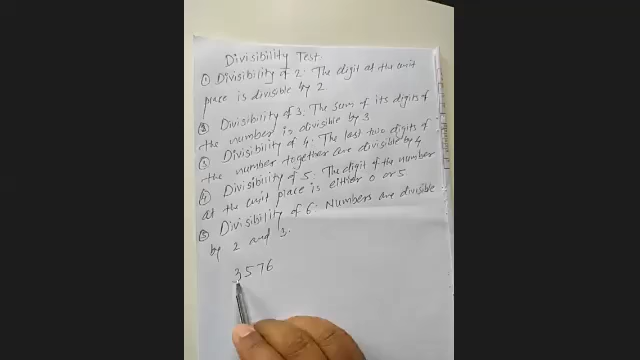 Divisibility Test
① Divisibility of 2: The digit at the unit
place is divisible by 2
② Divisibility of 3: The sum of its digits of
the number is divisible by 3
③ Divisibility of 4: The last two digits of
the number together are divisible by 4
④ Divisibility of 5: The digit of the number
at the unit place is either 0 or 5
⑤ Divisibility of 6: Numbers are divisible
by 2 and 3.
3576